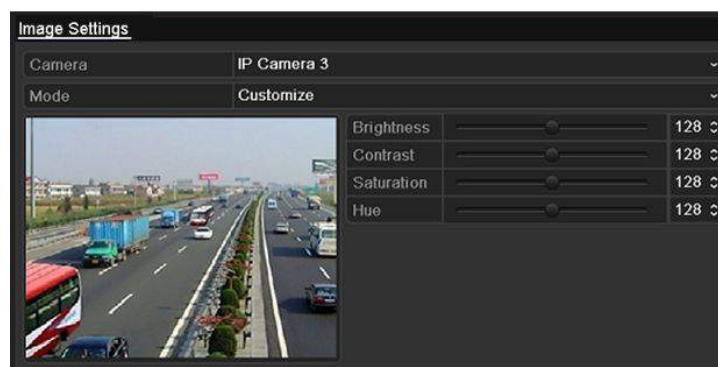 Image Settings
Camera IP Camera 3
Mode Customize
Brightness 128
Contrast 128
Saturation 128
Hue 128